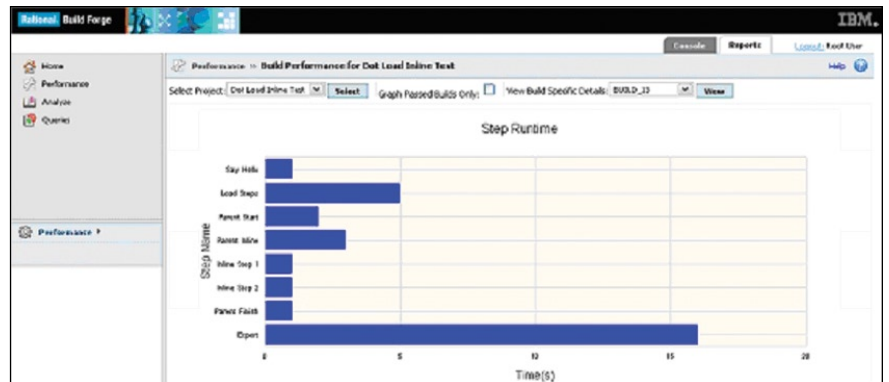 Rational. Build Forge
IBM.
Console
Reports
Logout: Root User
Home
Performance
Analyze
Queries
Performance
Performance » Build Performance for Dot Load Inline Test
Help
Select Project: Dot Load Inline Test
Select
Graph Passed Builds Only:
View Build Specific Details: BUILD_23
View
Step Runtime
Step Name
Say Hello
Load Steps
Parent Start
Parent Inline
Inline Step 1
Inline Step 2
Parent Finish
Export
0 5 10 15 20
Time(s)